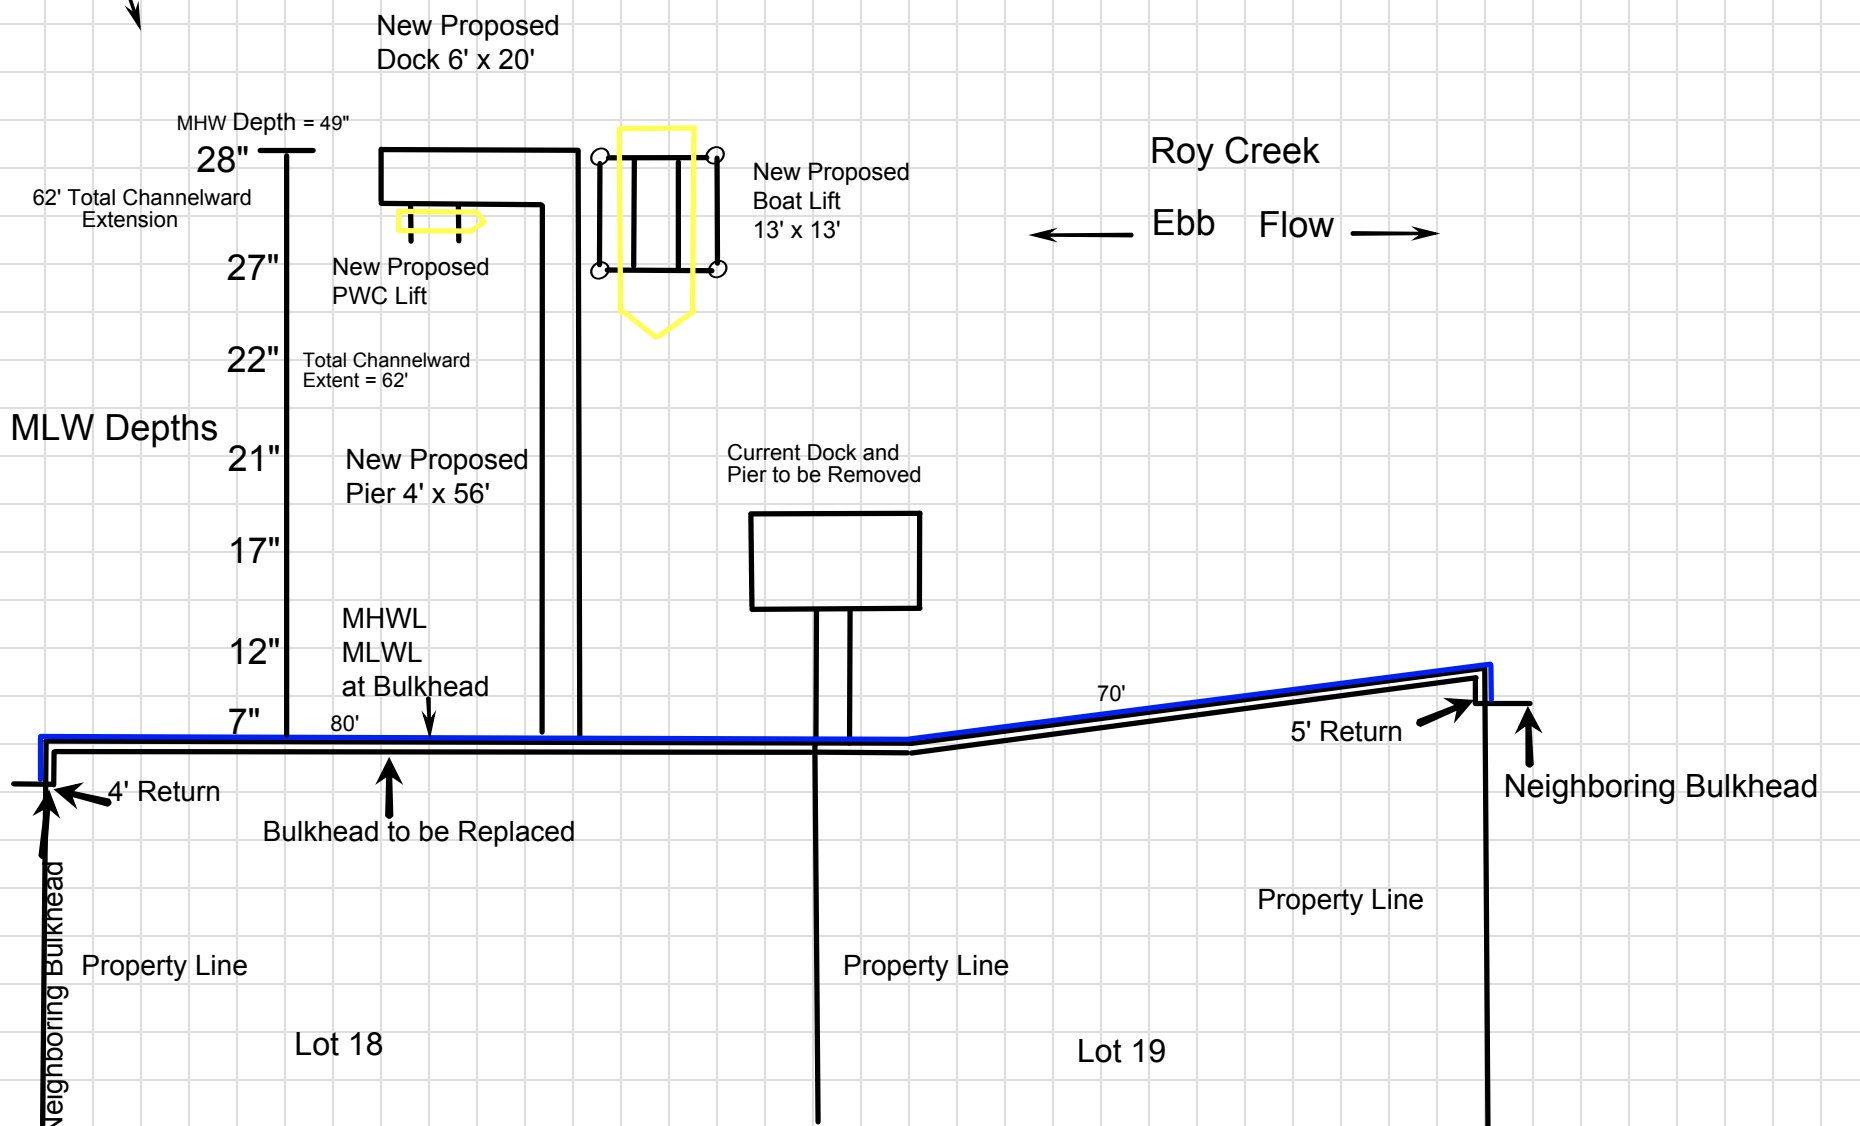 New Proposed
Dock 6' x 20'
MHW Depth = 49"
28"
62' Total Channelward
Extension
27"
New Proposed
PWC Lift
New Proposed
Boat Lift
13' x 13'
Roy Creek
Ebb Flow
22"
Total Channelward
Extent = 62'
MLW Depths
21"
New Proposed
Pier 4' x 56'
Current Dock and
Pier to be Removed
17"
12"
MHWL
MLWL
at Bulkhead
7"
80'
70'
5' Return
Neighboring Bulkhead
4' Return
Bulkhead to be Replaced
Neighboring Bulkhead
Property Line
Property Line
Property Line
Lot 18
Lot 19